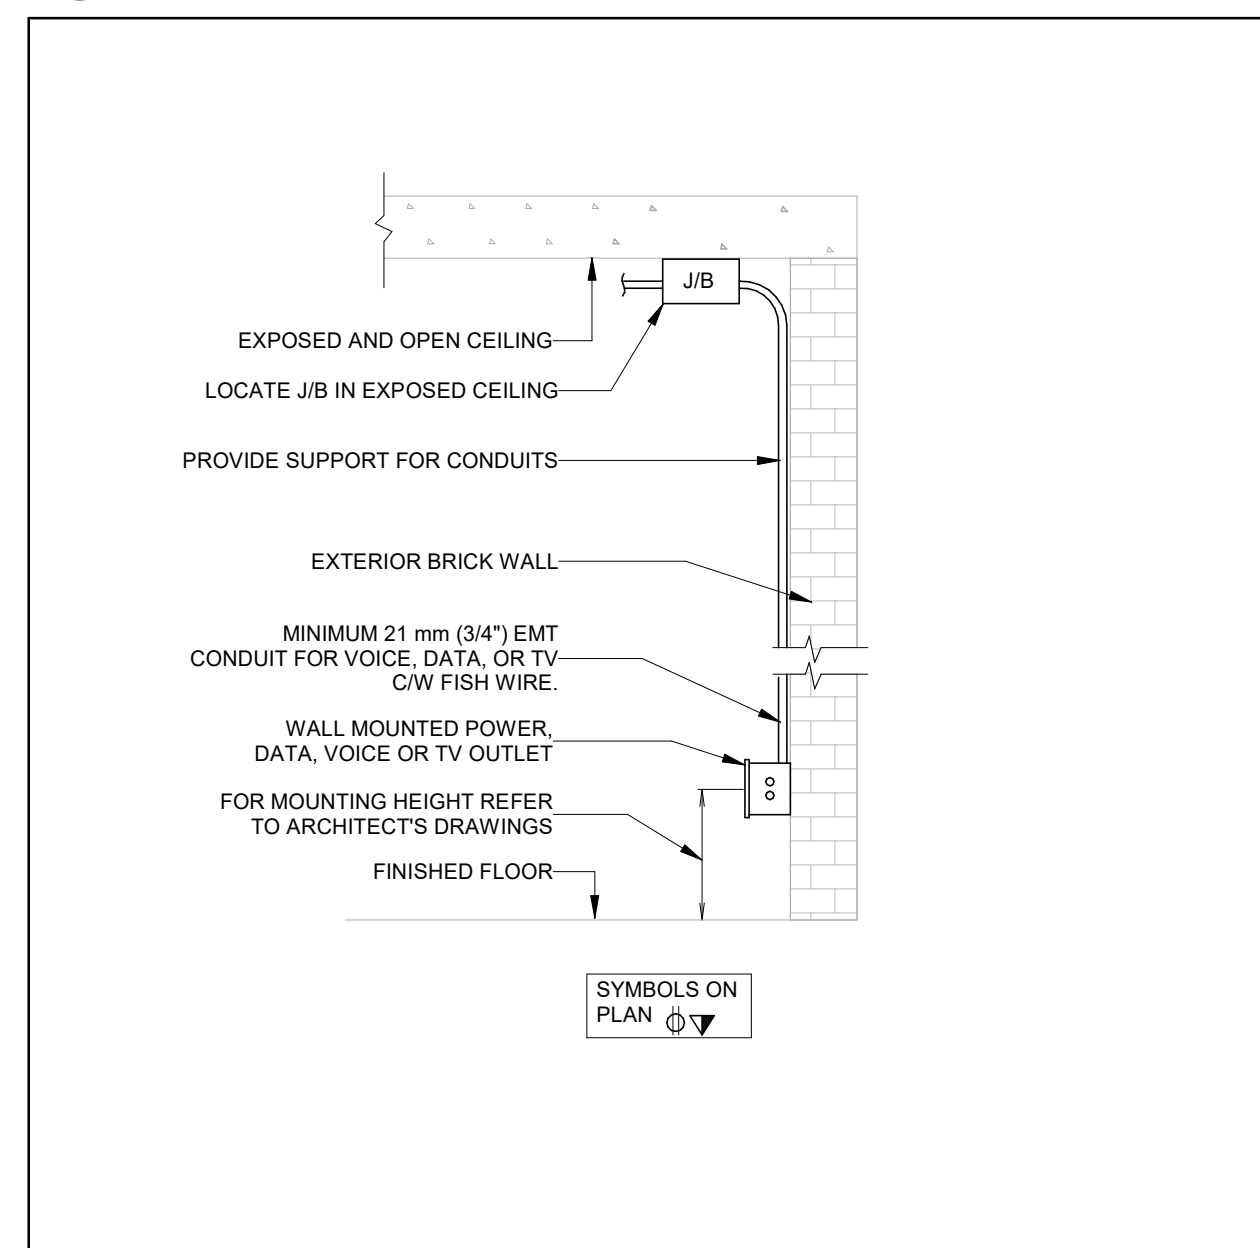 J/B
EXPOSED AND OPEN CEILING
LOCATE J/B IN EXPOSED CEILING
PROVIDE SUPPORT FOR CONDUITS
EXTERIOR BRICK WALL
MINIMUM 21 mm (3/4") EMT
CONDUIT FOR VOICE, DATA, OR TV
C/W FISH WIRE.
WALL MOUNTED POWER,
DATA, VOICE OR TV OUTLET
FOR MOUNTING HEIGHT REFER
TO ARCHITECT'S DRAWINGS
FINISHED FLOOR
SYMBOLS ON
PLAN